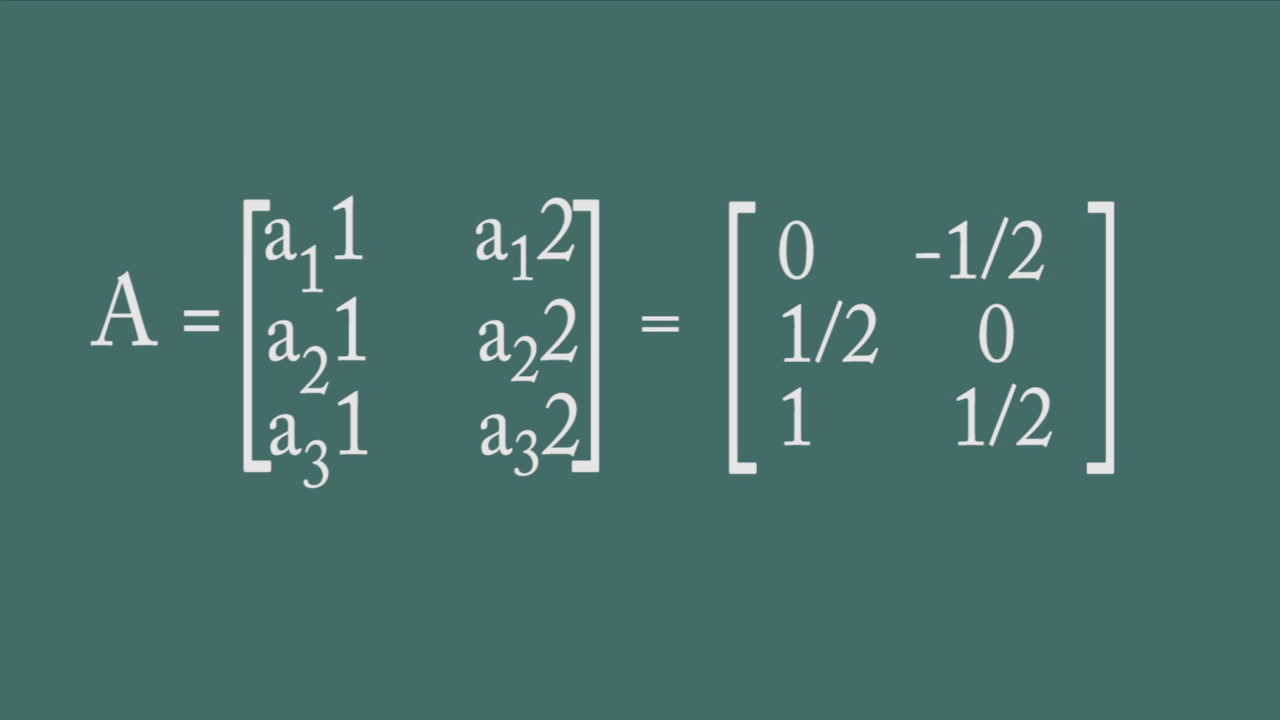 a₁1 a₁2 0 -1/2
A = a₂1 a₂2 = 1/2 0
a₃1 a₃2 1 1/2